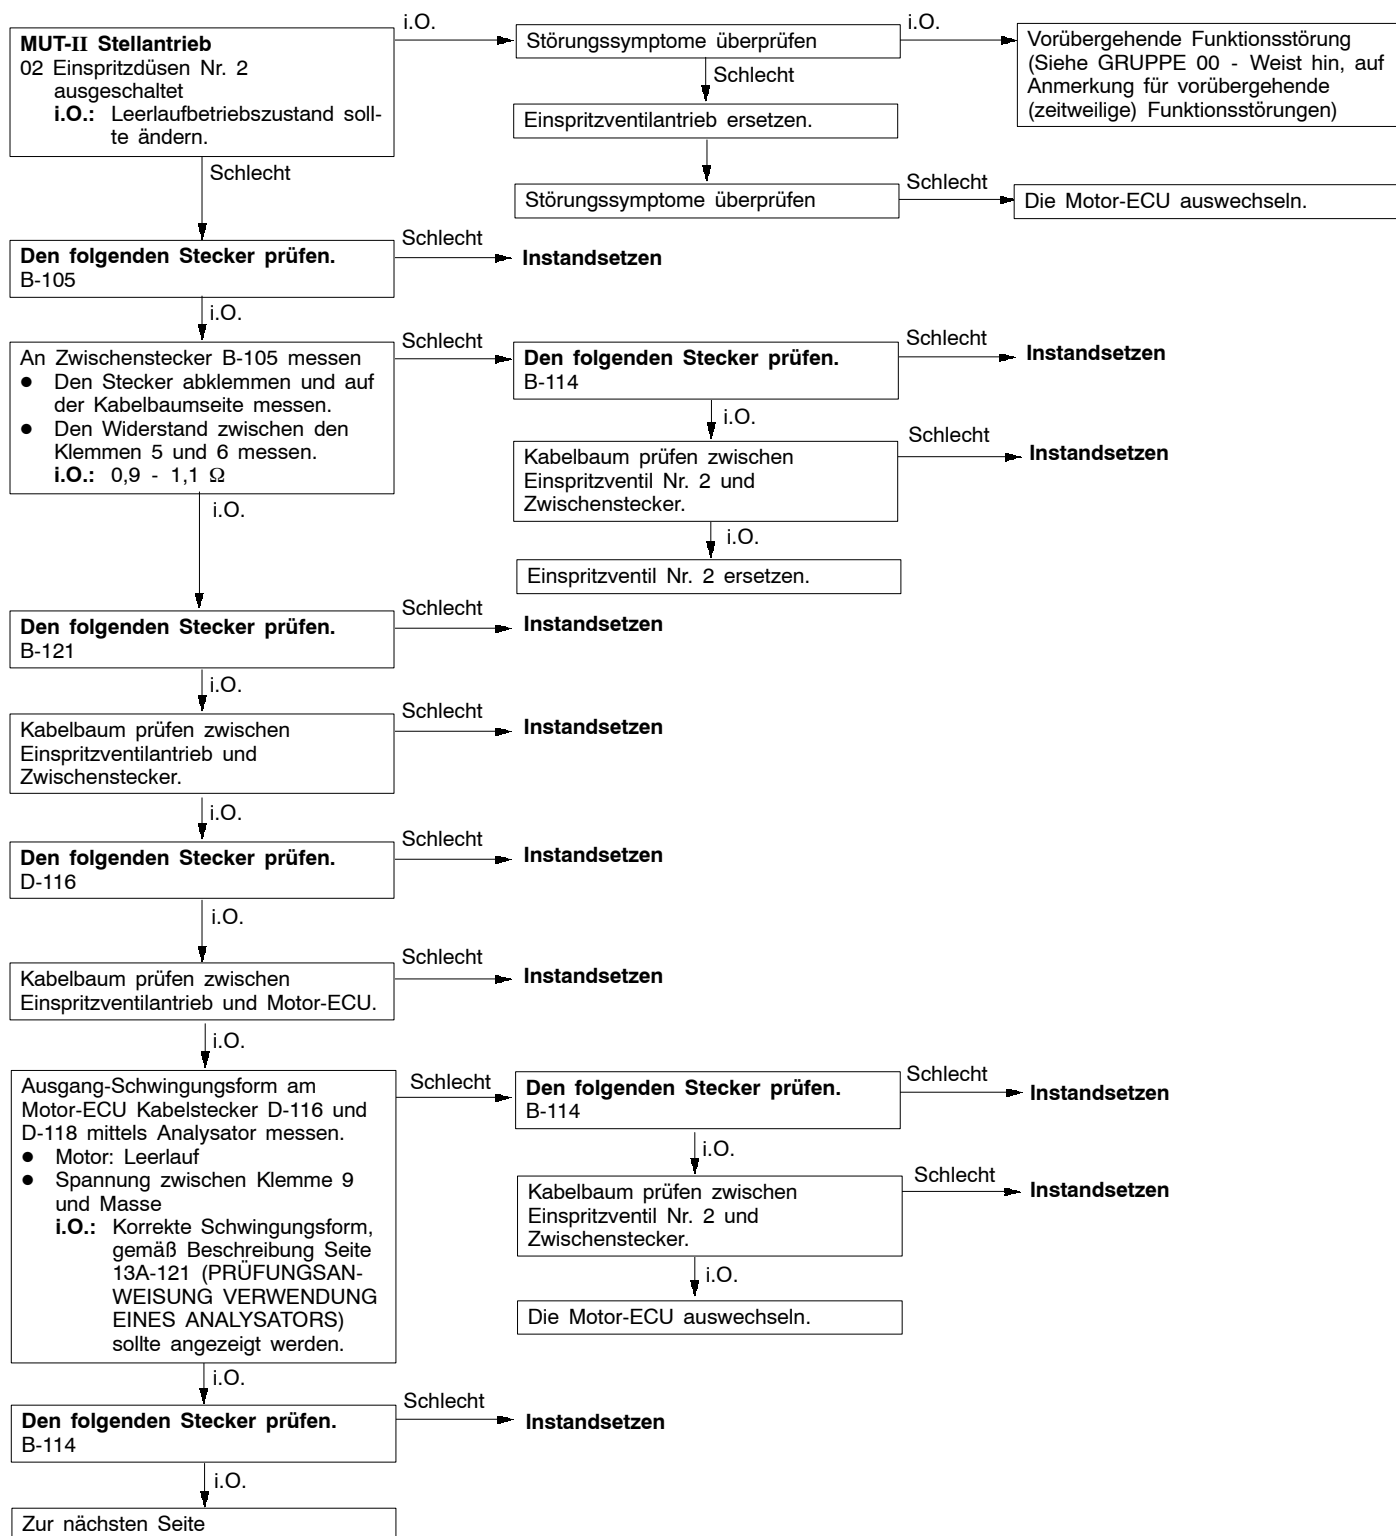 MUT-II Stellantrieb
02 Einspritzdüsen Nr. 2
ausgeschaltet
i.O.: Leerlaufbetriebszustand soll-
te ändern.
i.O.
Störungssymptome überprüfen
i.O.
Vorübergehende Funktionsstörung
(Siehe GRUPPE 00 - Weist hin, auf
Anmerkung für vorübergehende
(zeitweilige) Funktionsstörungen)
Schlecht
Einspritzventilantrieb ersetzen.
Störungssymptome überprüfen
Schlecht
Die Motor-ECU auswechseln.
Schlecht
Den folgenden Stecker prüfen.
B-105
Schlecht
Instandsetzen
i.O.
An Zwischenstecker B-105 messen
● Den Stecker abklemmen und auf
der Kabelbaumseite messen.
● Den Widerstand zwischen den
Klemmen 5 und 6 messen.
i.O.: 0,9 - 1,1 Ω
Schlecht
Den folgenden Stecker prüfen.
B-114
Schlecht
Instandsetzen
i.O.
Kabelbaum prüfen zwischen
Einspritzventil Nr. 2 und
Zwischenstecker.
Schlecht
Instandsetzen
i.O.
Einspritzventil Nr. 2 ersetzen.
i.O.
Den folgenden Stecker prüfen.
B-121
Schlecht
Instandsetzen
i.O.
Kabelbaum prüfen zwischen
Einspritzventilantrieb und
Zwischenstecker.
Schlecht
Instandsetzen
i.O.
Den folgenden Stecker prüfen.
D-116
Schlecht
Instandsetzen
i.O.
Kabelbaum prüfen zwischen
Einspritzventilantrieb und Motor-ECU.
Schlecht
Instandsetzen
i.O.
Ausgang-Schwingungsform am
Motor-ECU Kabelstecker D-116 und
D-118 mittels Analysator messen.
● Motor: Leerlauf
● Spannung zwischen Klemme 9
und Masse
i.O.: Korrekte Schwingungsform,
gemäß Beschreibung Seite
13A-121 (PRÜFUNGSAN-
WEISUNG VERWENDUNG
EINES ANALYSATORS)
sollte angezeigt werden.
Schlecht
Den folgenden Stecker prüfen.
B-114
Schlecht
Instandsetzen
i.O.
Kabelbaum prüfen zwischen
Einspritzventil Nr. 2 und
Zwischenstecker.
Schlecht
Instandsetzen
i.O.
Die Motor-ECU auswechseln.
i.O.
Den folgenden Stecker prüfen.
B-114
Schlecht
Instandsetzen
i.O.
Zur nächsten Seite